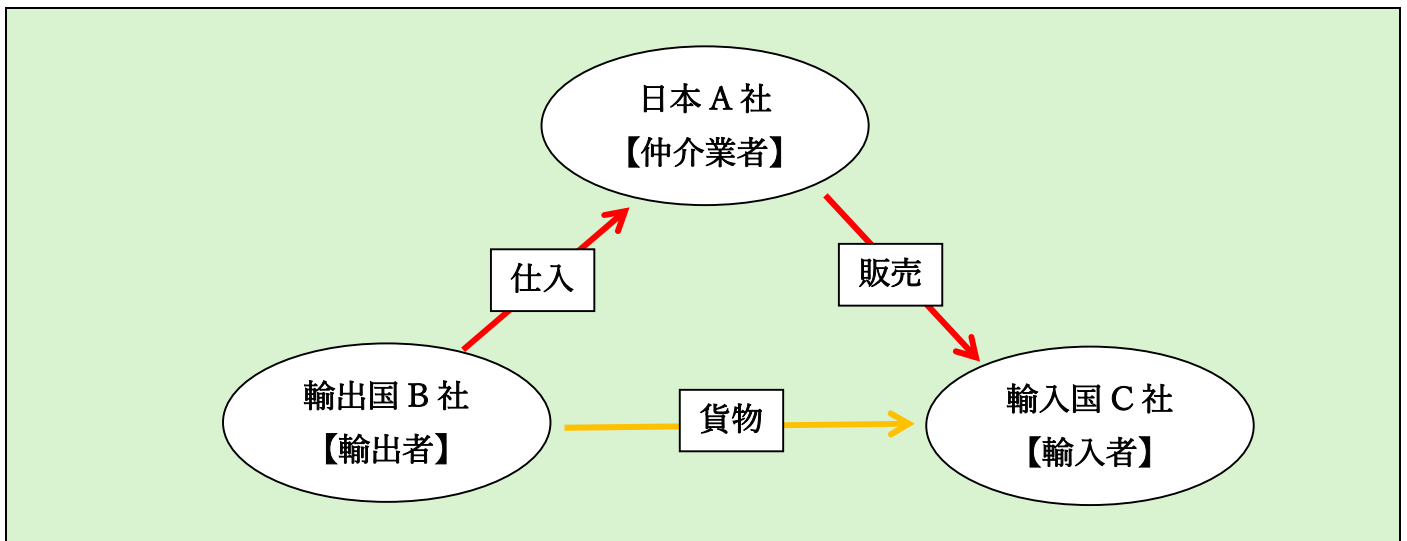 日本 A 社
【仲介業者】
仕入
販売
輸出国 B 社
【輸出者】
貨物
輸入国 C 社
【輸入者】